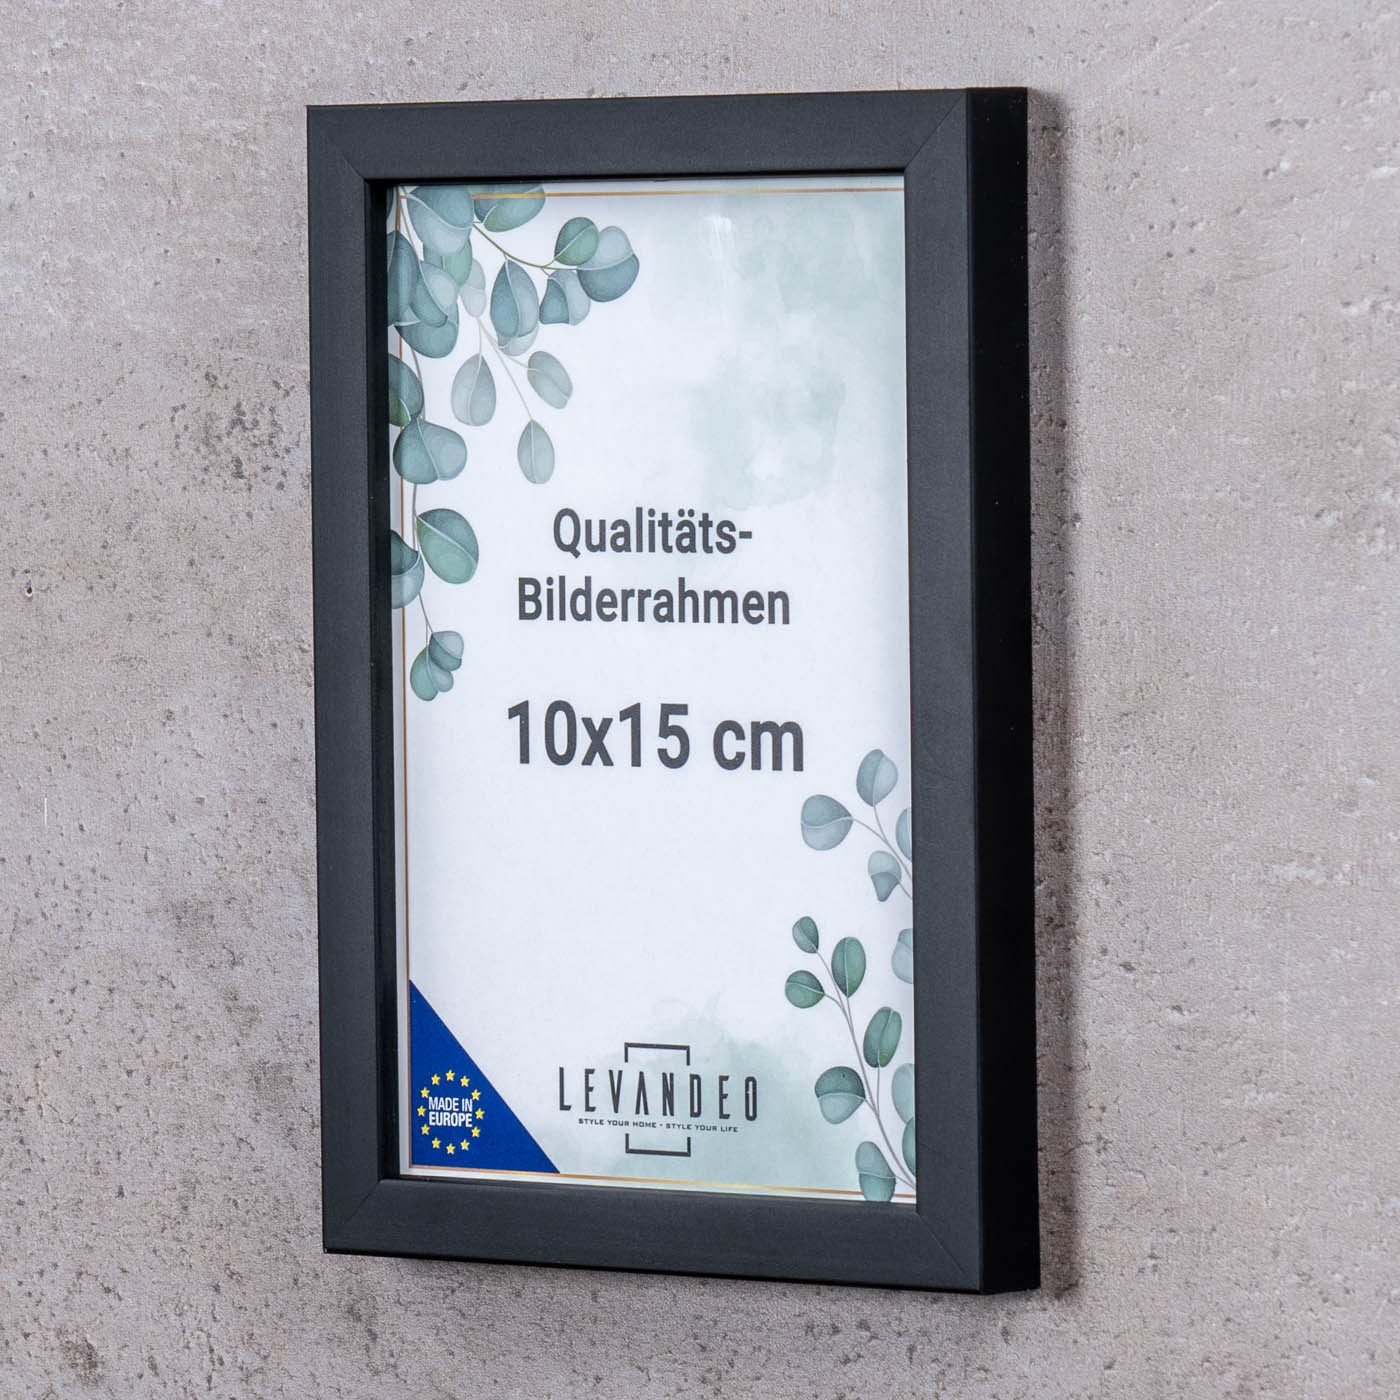 Qualitäts-
Bilderrahmen
10x15 cm
MADE IN
EUROPE
LEVANDEO
STYLE YOUR HOME • STYLE YOUR LIFE